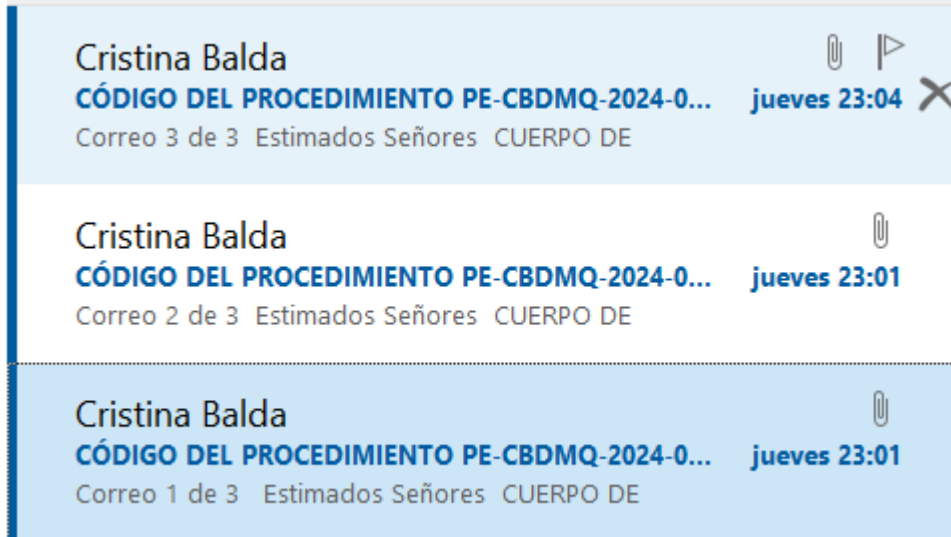 Cristina Balda
CÓDIGO DEL PROCEDIMIENTO PE-CBDMQ-2024-0... jueves 23:04
Correo 3 de 3 Estimados Señores CUERPO DE
Cristina Balda
CÓDIGO DEL PROCEDIMIENTO PE-CBDMQ-2024-0... jueves 23:01
Correo 2 de 3 Estimados Señores CUERPO DE
Cristina Balda
CÓDIGO DEL PROCEDIMIENTO PE-CBDMQ-2024-0... jueves 23:01
Correo 1 de 3 Estimados Señores CUERPO DE